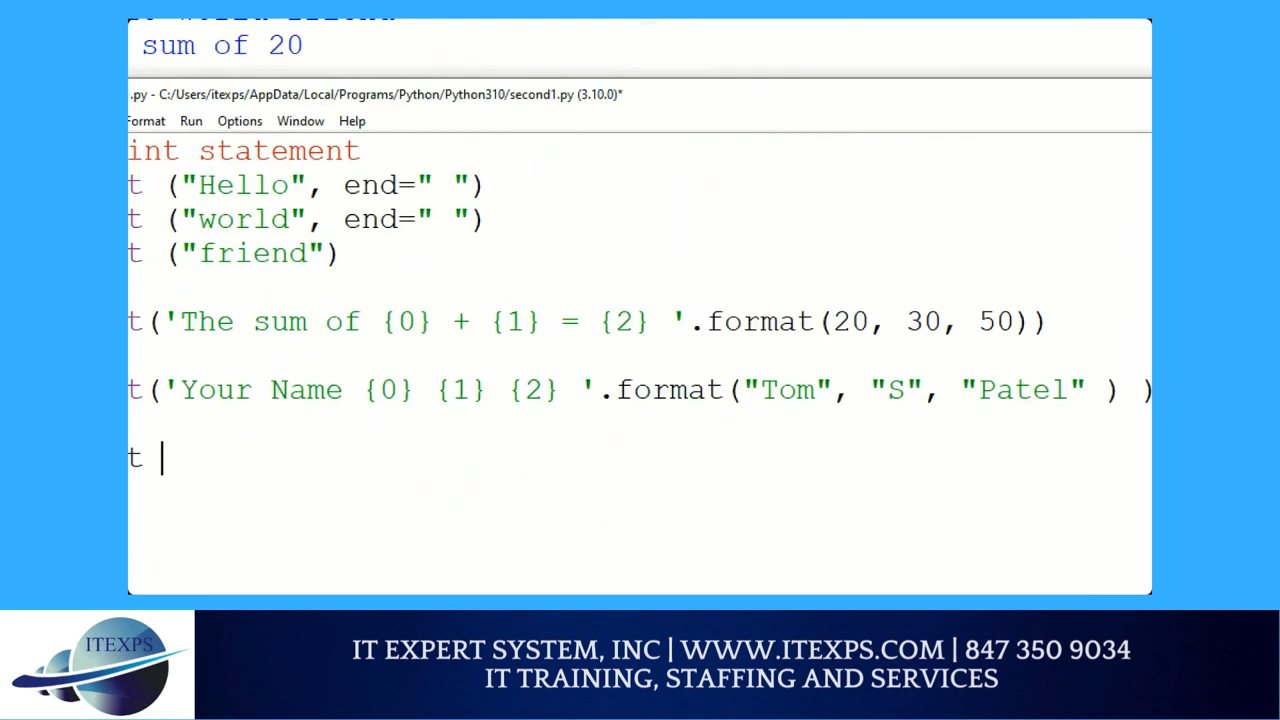 sum of 20
.py - C:/Users/itexps/AppData/Local/Programs/Python/Python310/second1.py (3.10.0)*
Format Run Options Window Help
int statement
t ("Hello", end=" ")
t ("world", end=" ")
t ("friend")
t('The sum of {0} + {1} = {2} '.format(20, 30, 50))
t('Your Name {0} {1} {2} '.format("Tom", "S", "Patel" ) )
t
ITEXPS
IT EXPERT SYSTEM, INC | WWW.ITEXPS.COM | 847 350 9034
IT TRAINING, STAFFING AND SERVICES